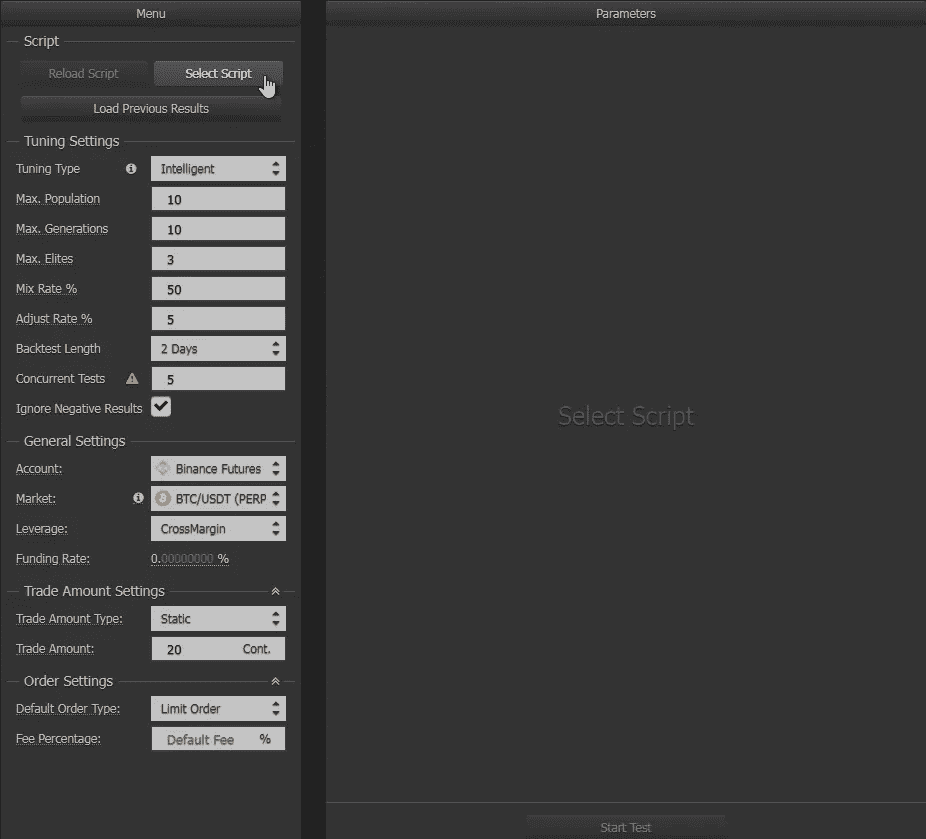 Menu
Script
Reload Script
Select Script
Load Previous Results
Tuning Settings
Tuning Type Intelligent
Max. Population 10
Max. Generations 10
Max. Elites 3
Mix Rate % 50
Adjust Rate % 5
Backtest Length 2 Days
Concurrent Tests 5
Ignore Negative Results
General Settings
Account: Binance Futures
Market: BTC/USDT (PERP
Leverage: CrossMargin
Funding Rate: 0.00000000 %
Trade Amount Settings
Trade Amount Type: Static
Trade Amount: 20 Cont.
Order Settings
Default Order Type: Limit Order
Fee Percentage: Default Fee %
Parameters
Select Script
Start Test